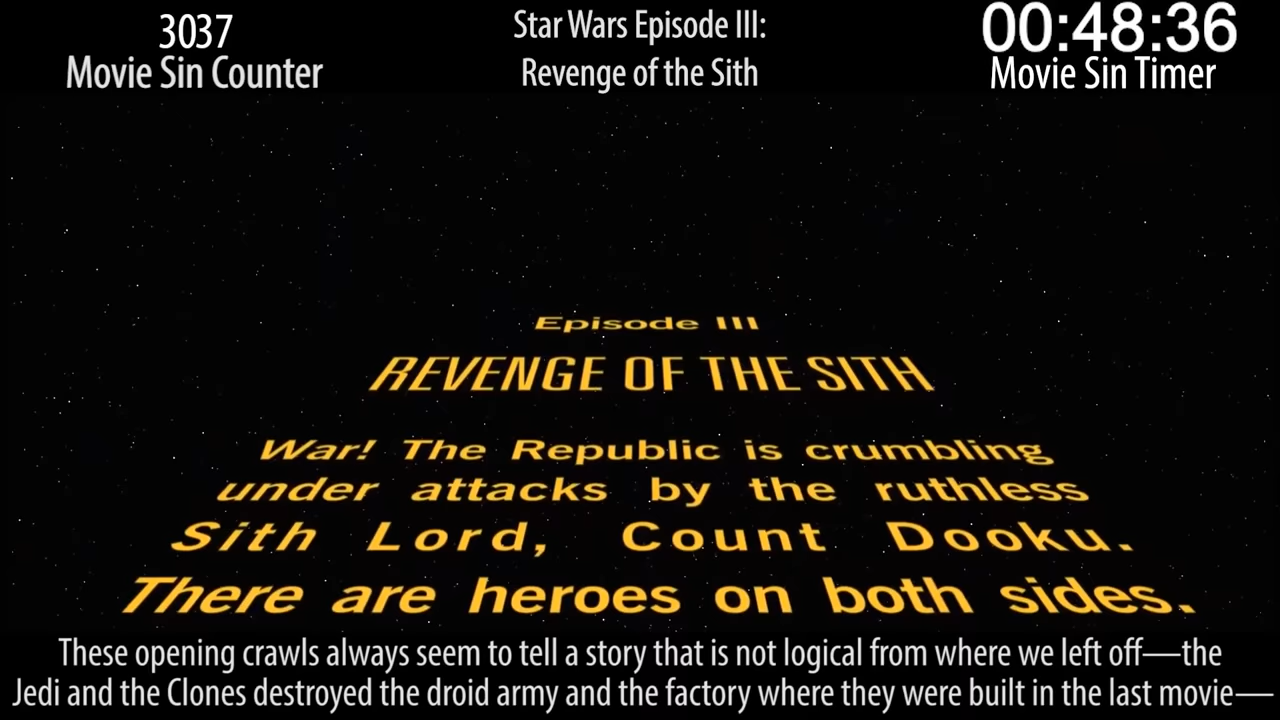 3037
Movie Sin Counter
Star Wars Episode III:
Revenge of the Sith
00:48:36
Movie Sin Timer
Episode III
REVENGE OF THE SITH
War! The Republic is crumbling
under attacks by the ruthless
Sith Lord, Count Dooku.
There are heroes on both sides.
These opening crawls always seem to tell a story that is not logical from where we left off—the
Jedi and the Clones destroyed the droid army and the factory where they were built in the last movie—